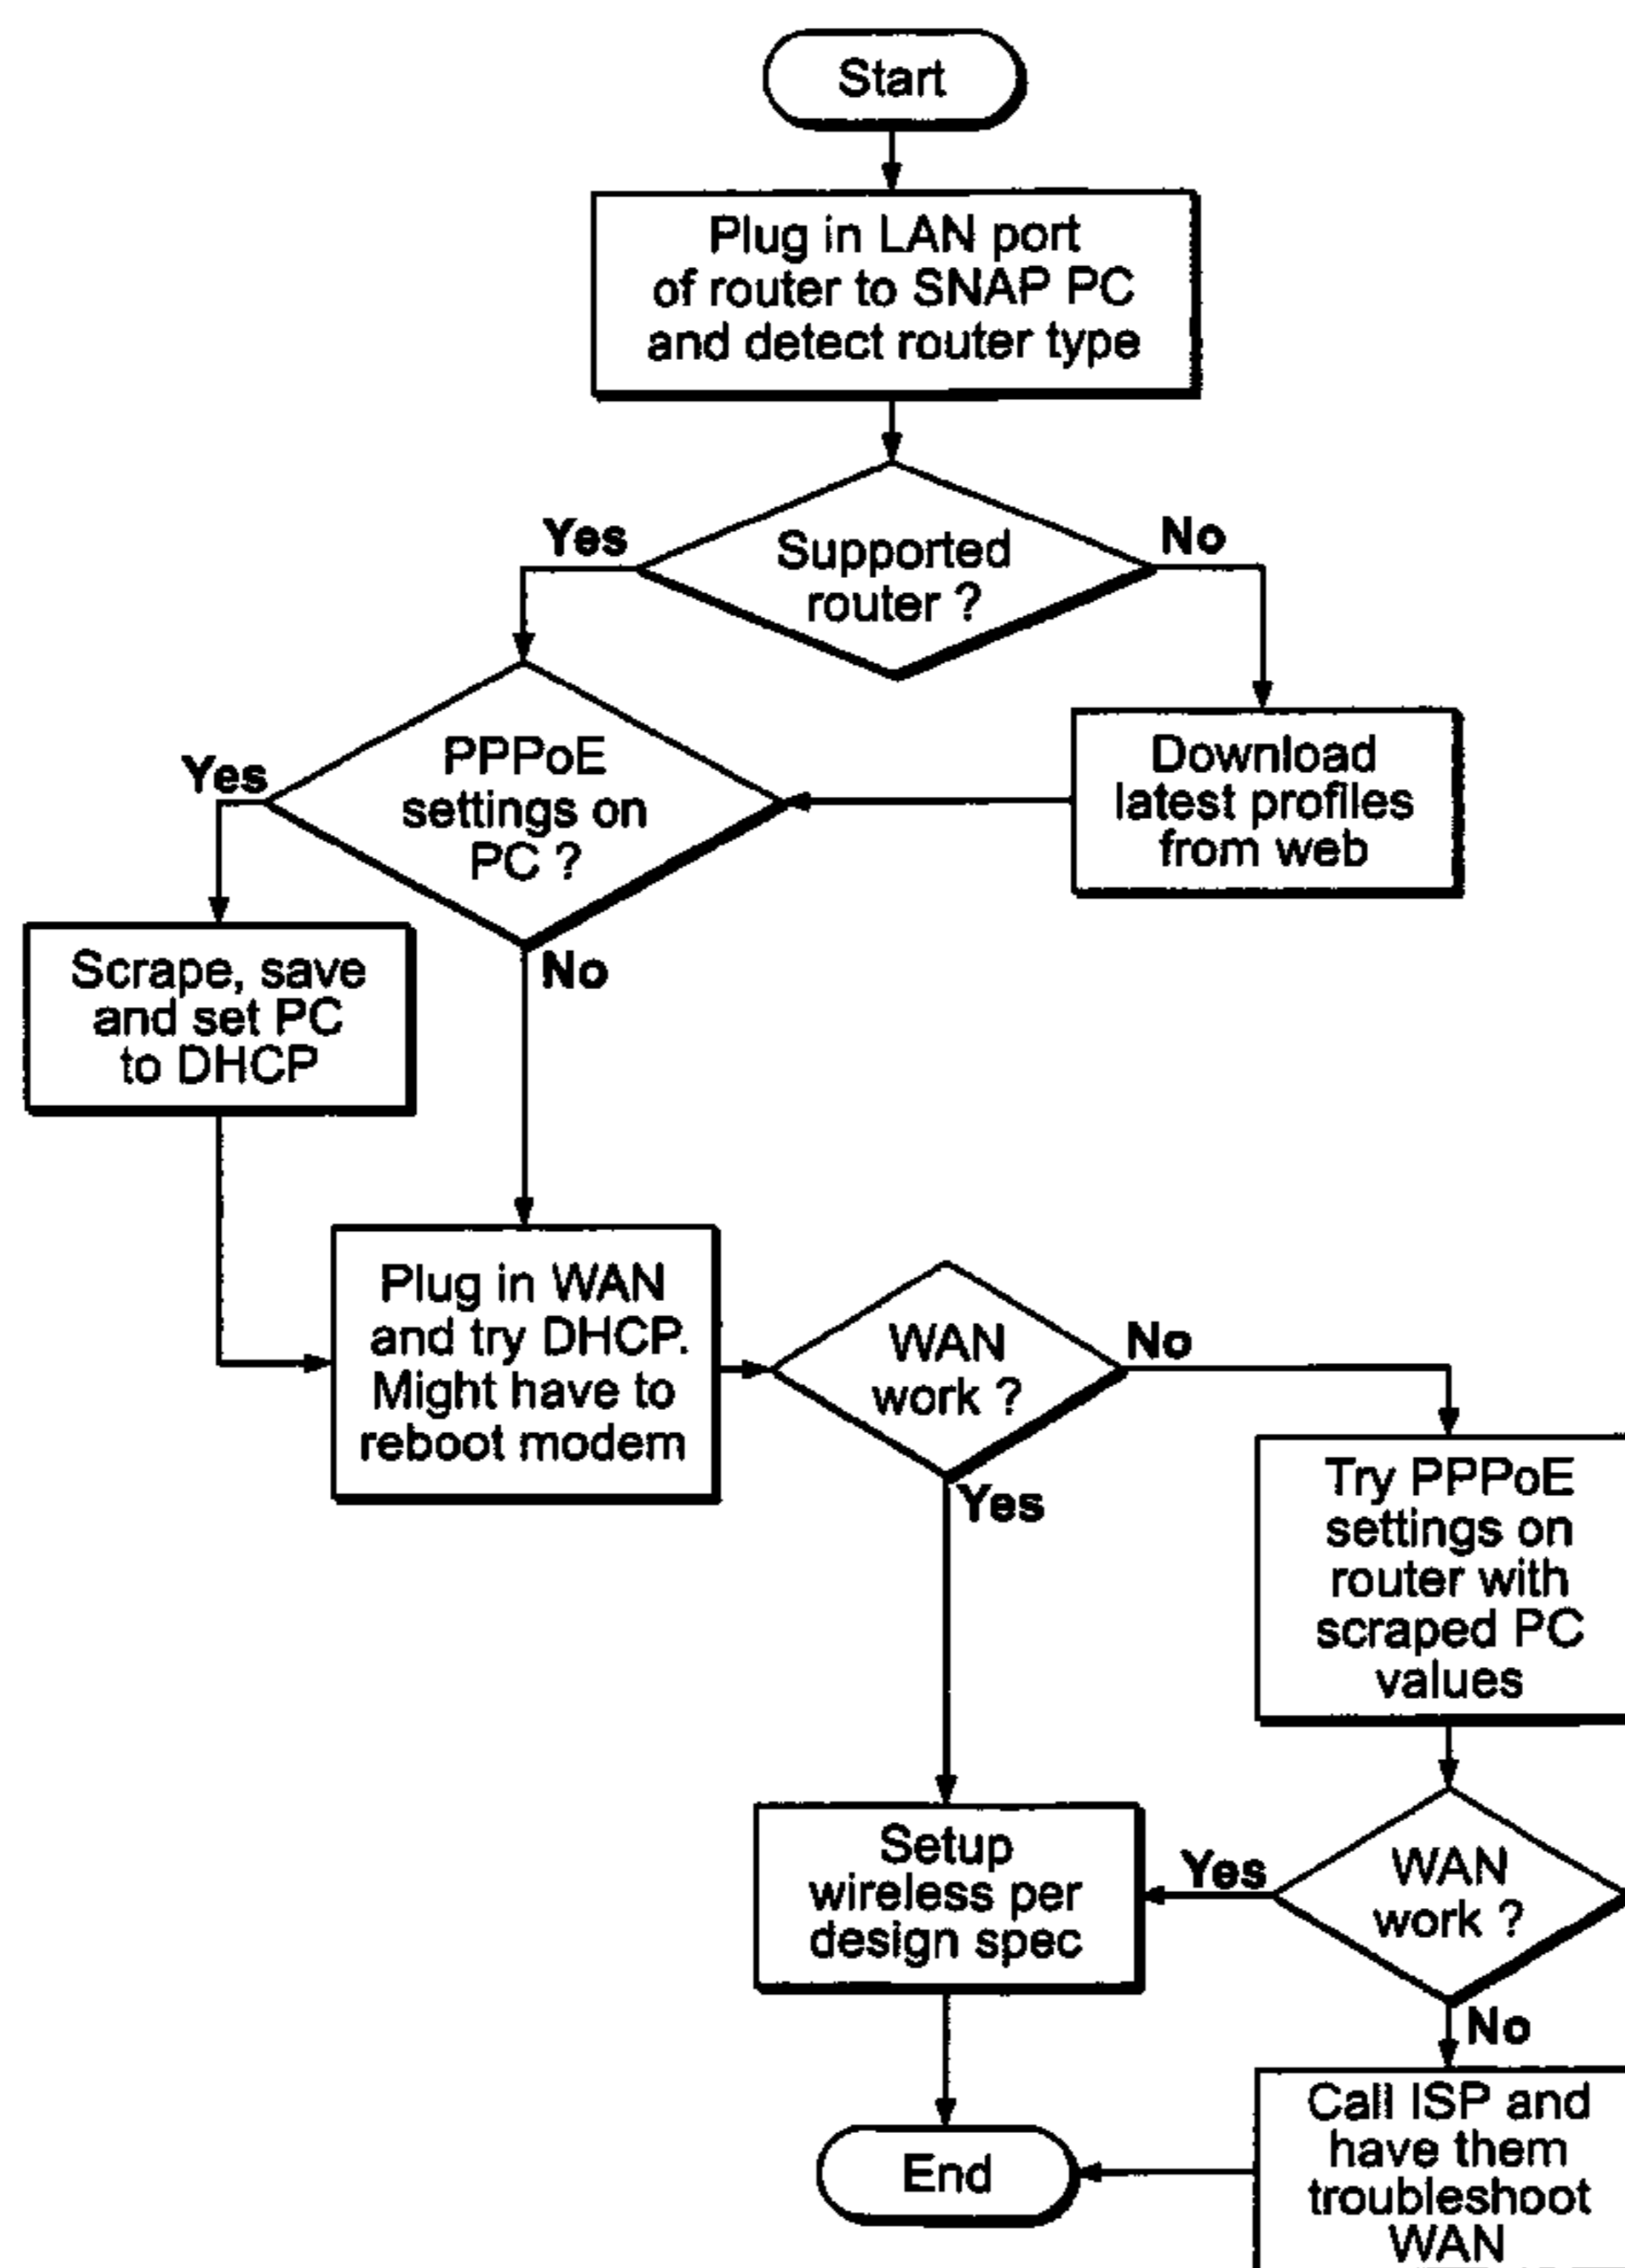 Start
Plug in LAN port
of router to SNAP PC
and detect router type
Yes
Supported
router ?
No
Yes
PPPoE
settings on
PC ?
Download
latest profiles
from web
No
Scrape, save
and set PC
to DHCP
Plug in WAN
and try DHCP.
Might have to
reboot modem
WAN
work ?
No
Yes
Try PPPoE
settings on
router with
scraped PC
values
Setup
wireless per
design spec
Yes
WAN
work ?
No
End
Call ISP and
have them
troubleshoot
WAN